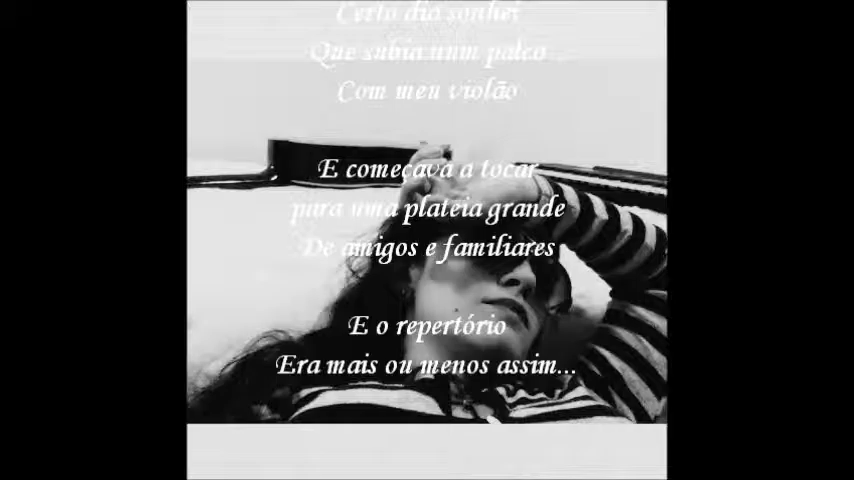 Certo dia sonhei
Que subia num palco
Com meu violão
E começava a tocar
para uma plateia grande
De amigos e familiares
E o repertório
Era mais ou menos assim...